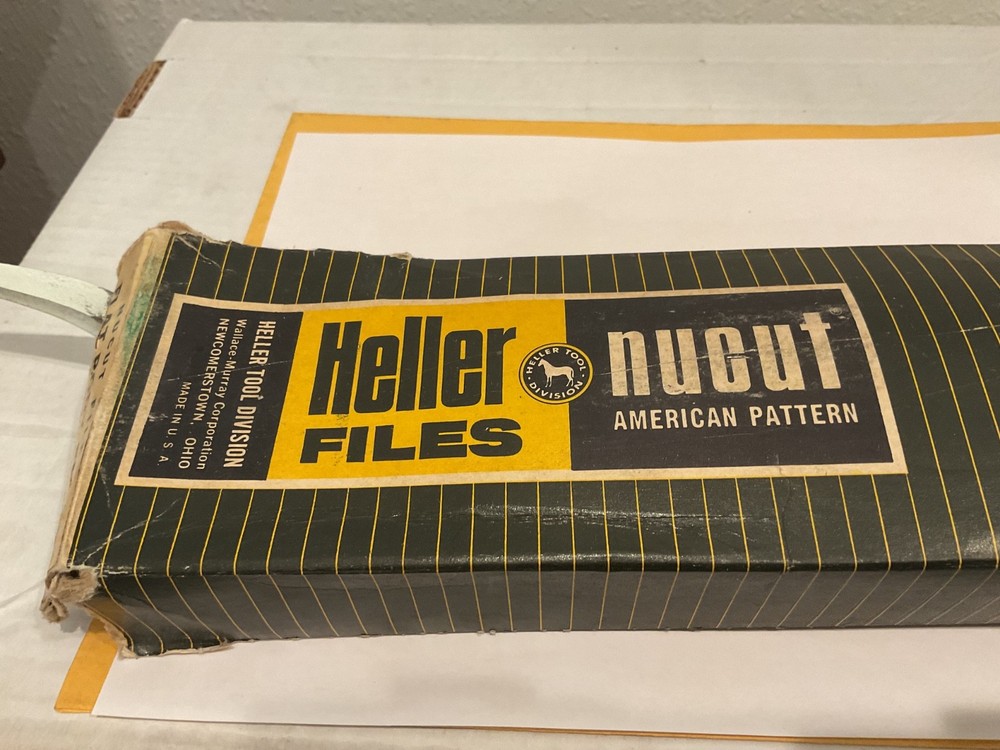 HELLER TOOL DIVISION
Wallace-Murray Corporation
NEWCOMERSTOWN, OHIO
MADE IN U.S.A.
Heller
FILES
HELLER TOOL
DIVISION
nucut
AMERICAN PATTERN